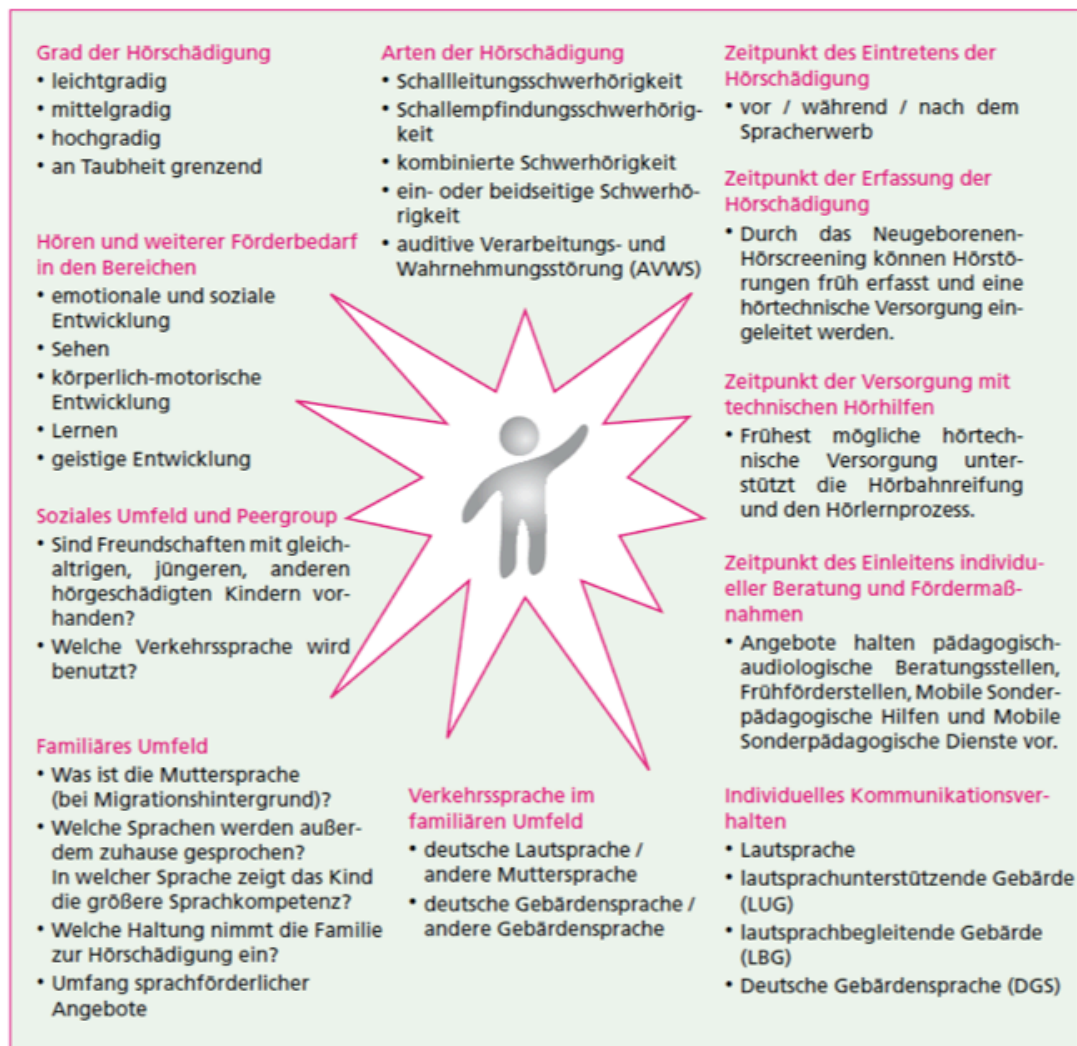 Grad der Hörschädigung
• leichtgradig
• mittelgradig
• hochgradig
• an Taubheit grenzend
Hören und weiterer Förderbedarf
in den Bereichen
• emotionale und soziale
Entwicklung
• Sehen
• körperlich-motorische
Entwicklung
• Lernen
• geistige Entwicklung
Soziales Umfeld und Peergroup
• Sind Freundschaften mit gleich-
altrigen, jüngeren, anderen
hörgeschädigten Kindern vor-
handen?
• Welche Verkehrssprache wird
benutzt?
Familiäres Umfeld
• Was ist die Muttersprache
(bei Migrationshintergrund)?
• Welche Sprachen werden außer-
dem zuhause gesprochen?
In welcher Sprache zeigt das Kind
die größere Sprachkompetenz?
• Welche Haltung nimmt die Familie
zur Hörschädigung ein?
• Umfang sprachförderlicher
Angebote
Arten der Hörschädigung
• Schallleitungsschwerhörigkeit
• Schallempfindungsschwerhörig-
keit
• kombinierte Schwerhörigkeit
• ein- oder beidseitige Schwerhö-
rigkeit
• auditive Verarbeitungs- und
Wahrnehmungsstörung (AVWS)
Verkehrssprache im
familiären Umfeld
• deutsche Lautsprache /
andere Muttersprache
• deutsche Gebärdensprache /
andere Gebärdensprache
Zeitpunkt des Eintretens der
Hörschädigung
• vor / während / nach dem
Spracherwerb
Zeitpunkt der Erfassung der
Hörschädigung
• Durch das Neugeborenen-
Hörscreening können Hörstö-
rungen früh erfasst und eine
hörtechnische Versorgung ein-
geleitet werden.
Zeitpunkt der Versorgung mit
technischen Hörhilfen
• Frühest mögliche hörtech-
nische Versorgung unter-
stützt die Hörbahnreifung
und den Hörlernprozess.
Zeitpunkt des Einleitens individu-
eller Beratung und Fördermaß-
nahmen
• Angebote halten pädagogisch-
audiologische Beratungsstellen,
Frühförderstellen, Mobile Sonder-
pädagogische Hilfen und Mobile
Sonderpädagogische Dienste vor.
Individuelles Kommunikationsver-
halten
• Lautsprache
• lautsprachunterstützende Gebärde
(LUG)
• lautsprachbegleitende Gebärde
(LBG)
• Deutsche Gebärdensprache (DGS)